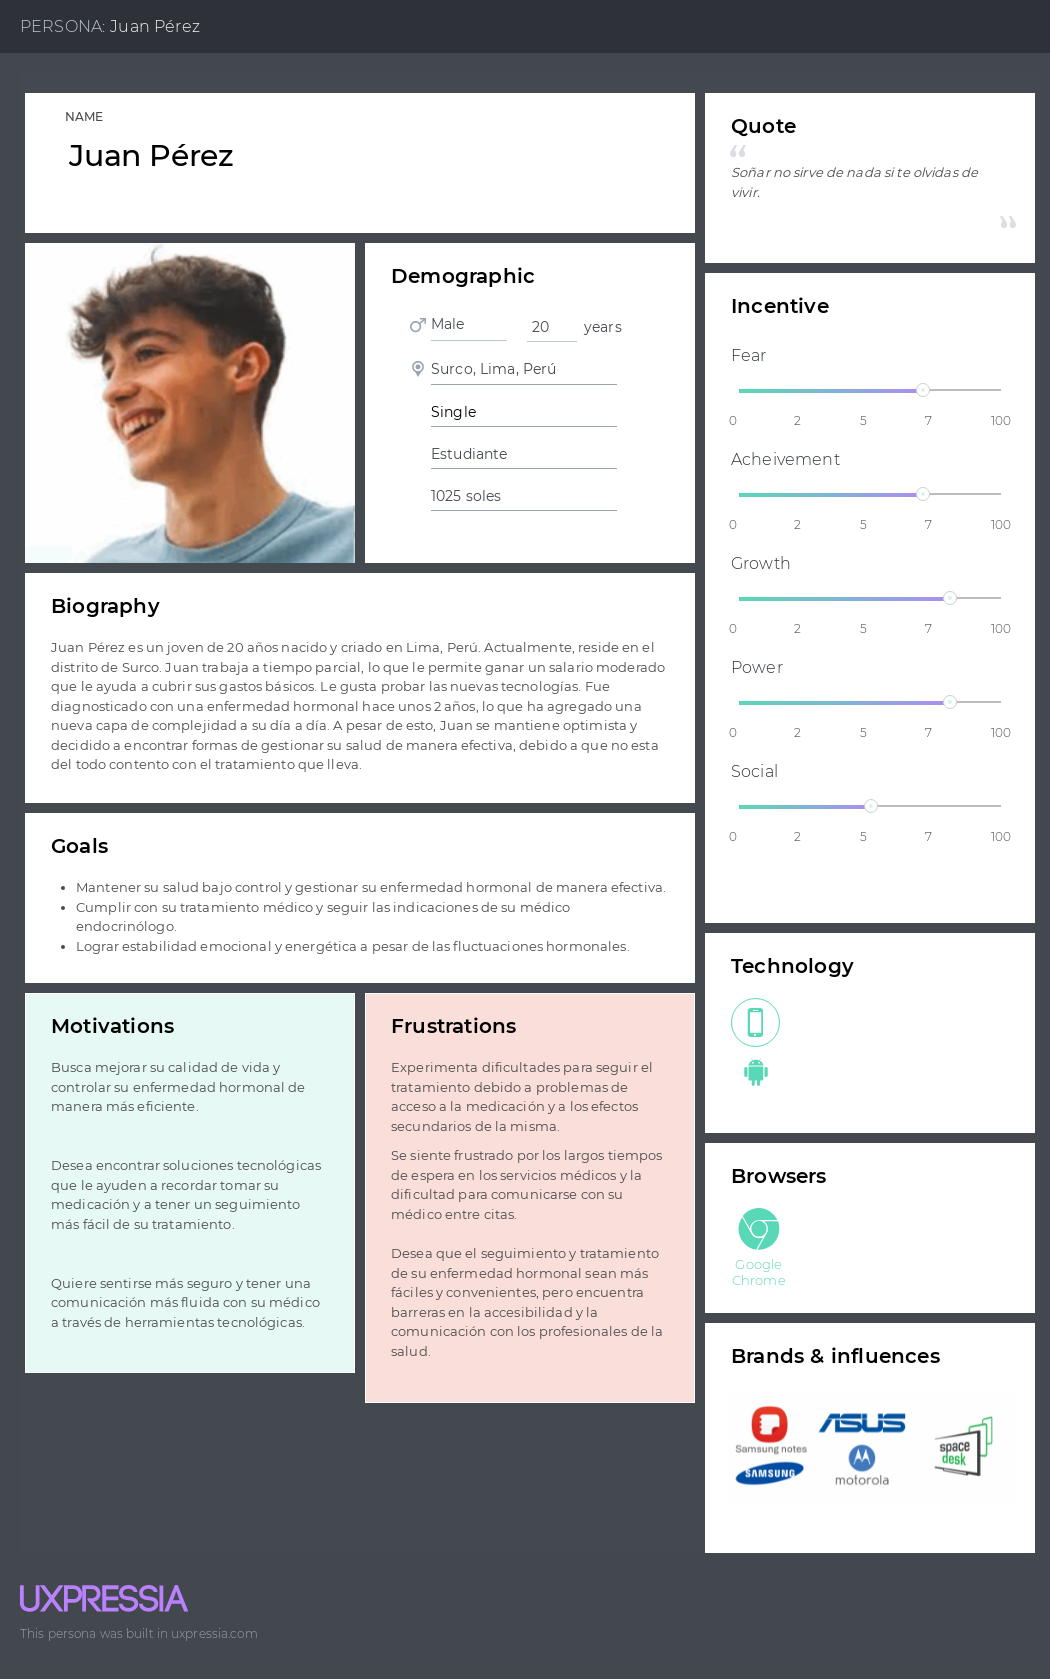 PERSONA: Juan Pérez
NAME
Juan Pérez
Demographic
Male
20 years
Surco, Lima, Perú
Single
Estudiante
1025 soles
Biography
Juan Pérez es un joven de 20 años nacido y criado en Lima, Perú. Actualmente, reside en el
distrito de Surco. Juan trabaja a tiempo parcial, lo que le permite ganar un salario moderado
que le ayuda a cubrir sus gastos básicos. Le gusta probar las nuevas tecnologías. Fue
diagnosticado con una enfermedad hormonal hace unos 2 años, lo que ha agregado una
nueva capa de complejidad a su día a día. A pesar de esto, Juan se mantiene optimista y
decidido a encontrar formas de gestionar su salud de manera efectiva, debido a que no esta
del todo contento con el tratamiento que lleva.
Goals
• Mantener su salud bajo control y gestionar su enfermedad hormonal de manera efectiva.
• Cumplir con su tratamiento médico y seguir las indicaciones de su médico
endocrinólogo.
• Lograr estabilidad emocional y energética a pesar de las fluctuaciones hormonales.
Motivations
Busca mejorar su calidad de vida y
controlar su enfermedad hormonal de
manera más eficiente.
Desea encontrar soluciones tecnológicas
que le ayuden a recordar tomar su
medicación y a tener un seguimiento
más fácil de su tratamiento.
Quiere sentirse más seguro y tener una
comunicación más fluida con su médico
a través de herramientas tecnológicas.
Frustrations
Experimenta dificultades para seguir el
tratamiento debido a problemas de
acceso a la medicación y a los efectos
secundarios de la misma.
Se siente frustrado por los largos tiempos
de espera en los servicios médicos y la
dificultad para comunicarse con su
médico entre citas.
Desea que el seguimiento y tratamiento
de su enfermedad hormonal sean más
fáciles y convenientes, pero encuentra
barreras en la accesibilidad y la
comunicación con los profesionales de la
salud.
Quote
“
Soñar no sirve de nada si te olvidas de
vivir.
”
Incentive
Fear
0 2 5 7 100
Acheivement
0 2 5 7 100
Growth
0 2 5 7 100
Power
0 2 5 7 100
Social
0 2 5 7 100
Technology
Browsers
Google
Chrome
Brands & influences
Samsung notes
SAMSUNG
ASUS
motorola
space
desk
UXPRESSIA
This persona was built in uxpressia.com